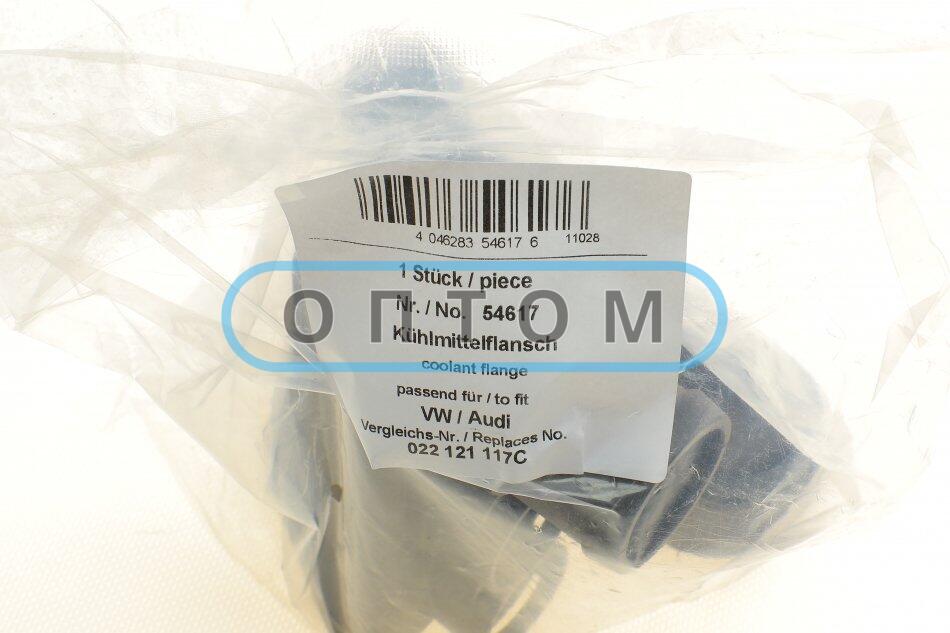 4 046283 54617 6 11028
1 Stück / piece
Nr. / No. 54617
ОПТОМ
Kühlmittelflansch
coolant flange
passend für / to fit
VW / Audi
Vergleichs-Nr. / Replaces No.
022 121 117C